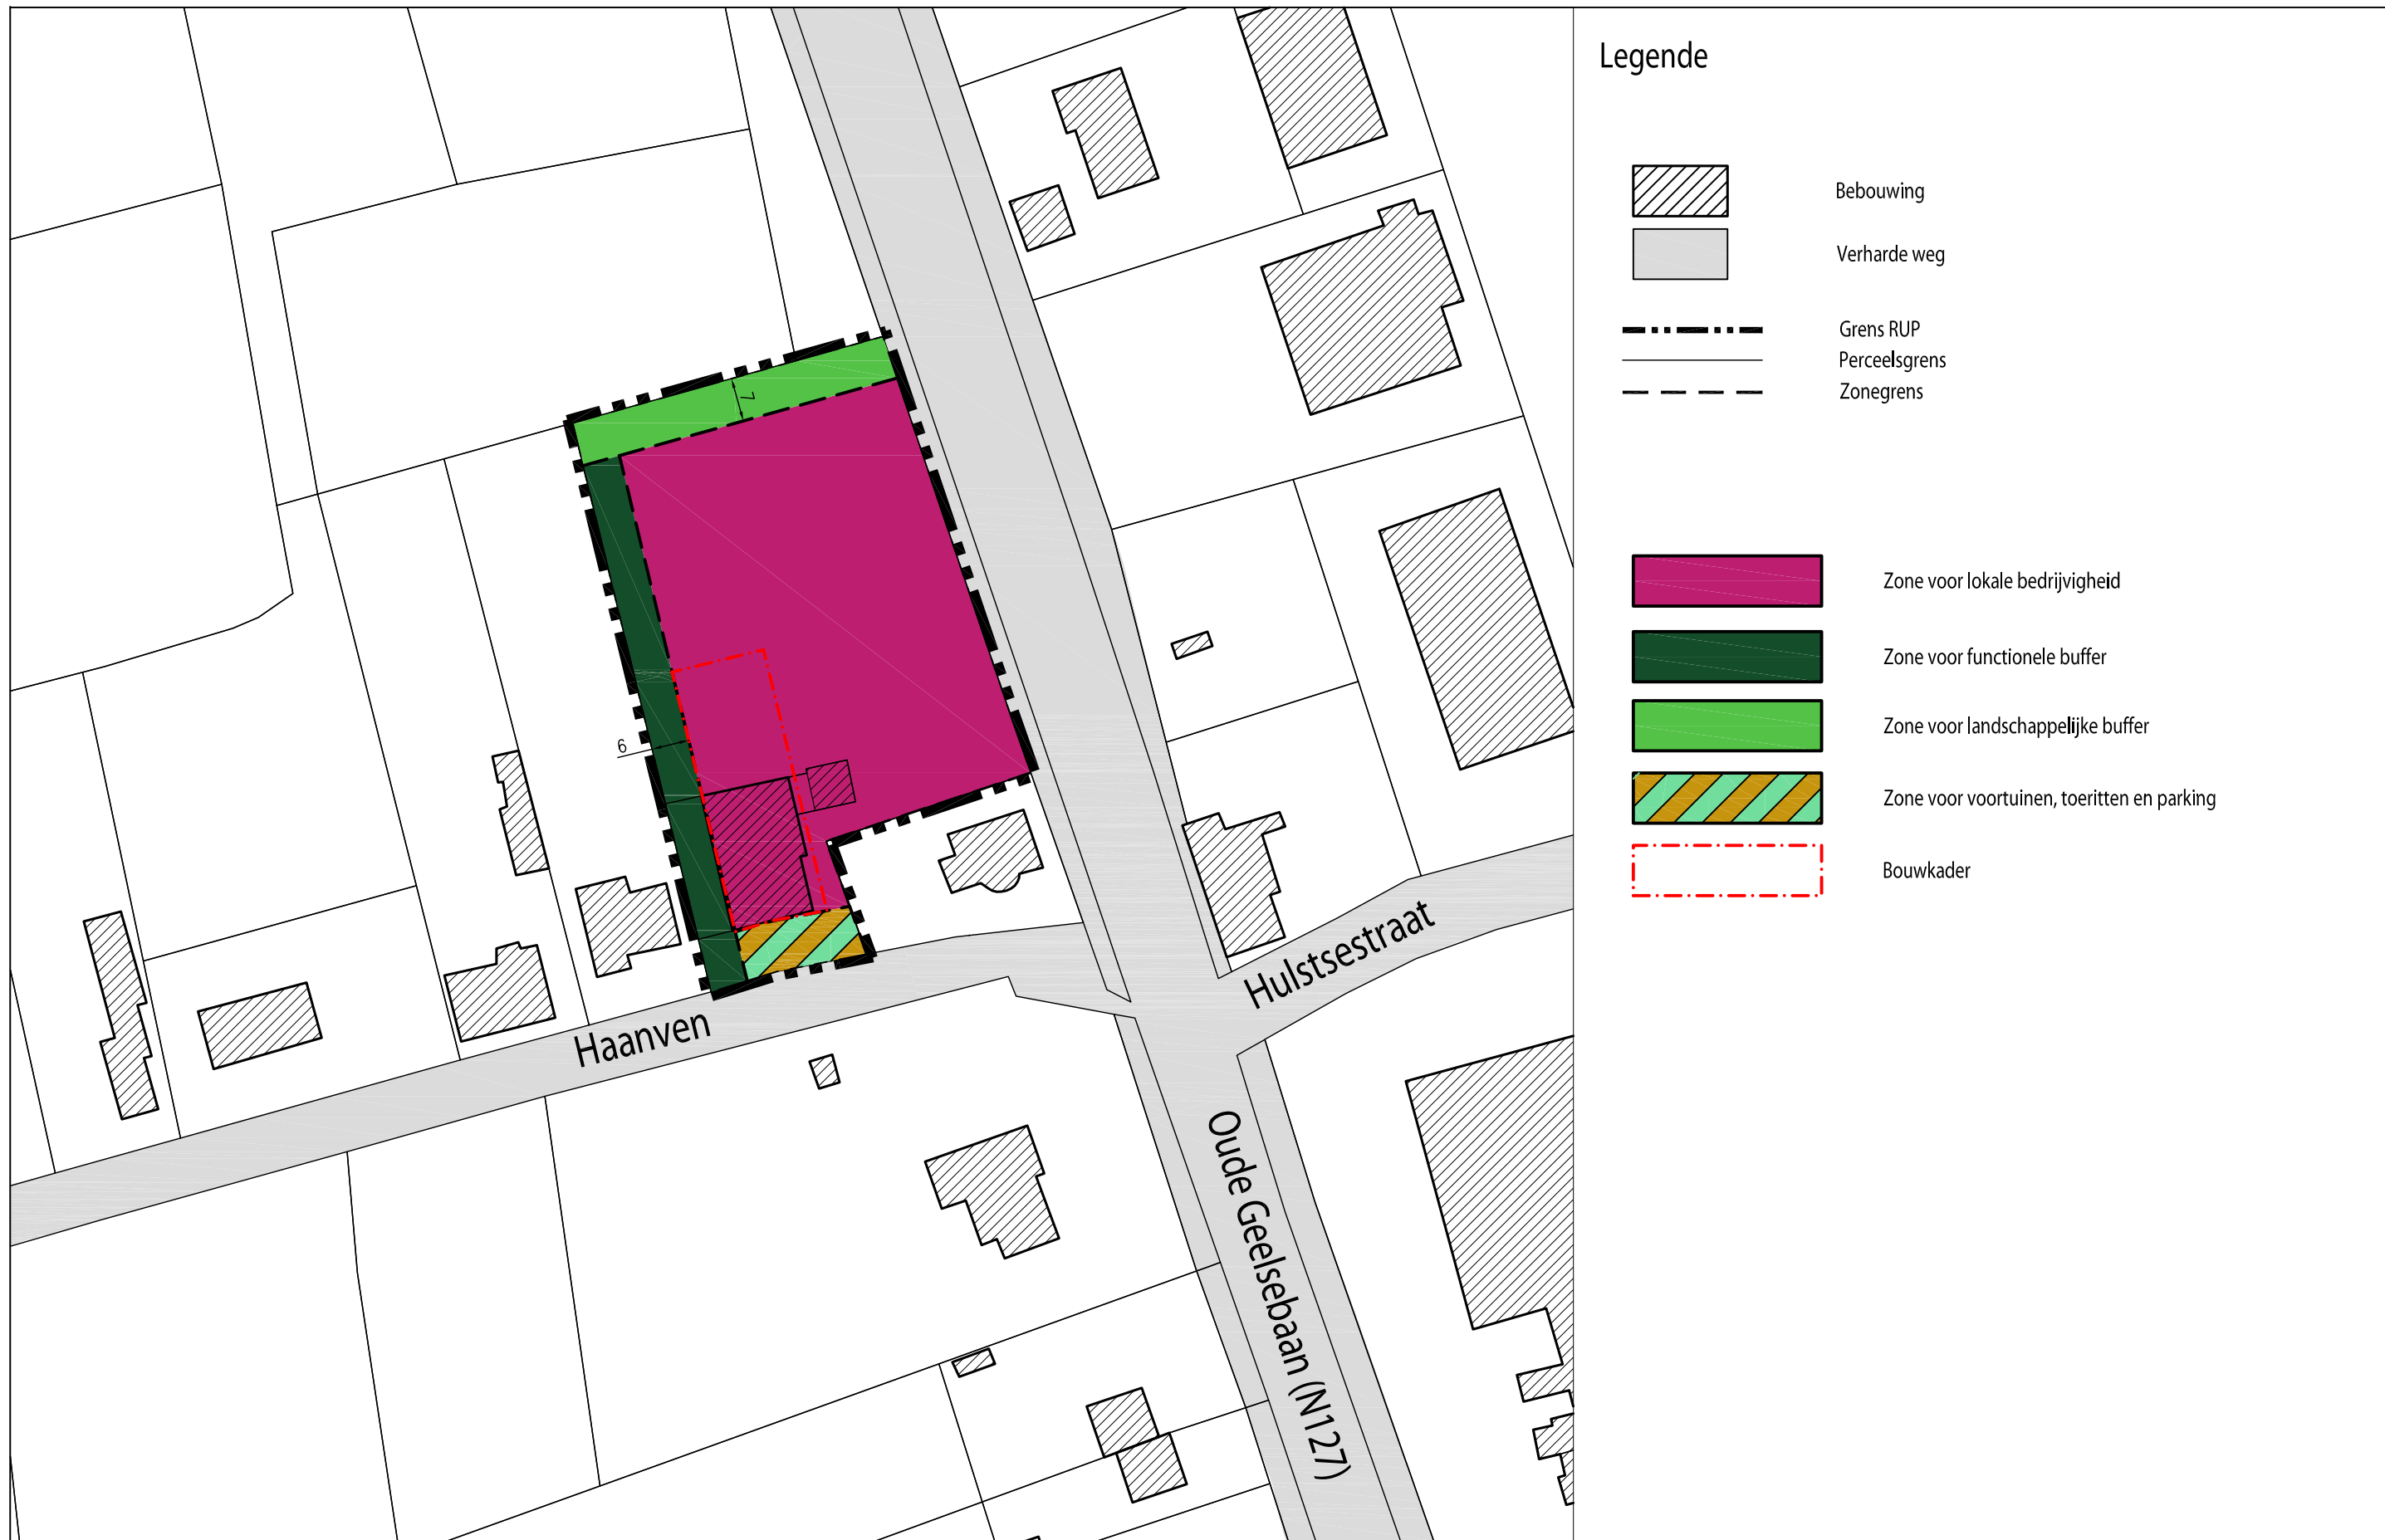 Legende
Bebouwing
Verharde weg
Grens RUP
Perceelsgrens
Zonegrens
Zone voor lokale bedrijvigheid
Zone voor functionele buffer
Zone voor landschappelijke buffer
Zone voor voortuinen, toeritten en parking
Bouwkader
7
6
Haanven
Hulstsestraat
Oude Geelsebaan (N127)